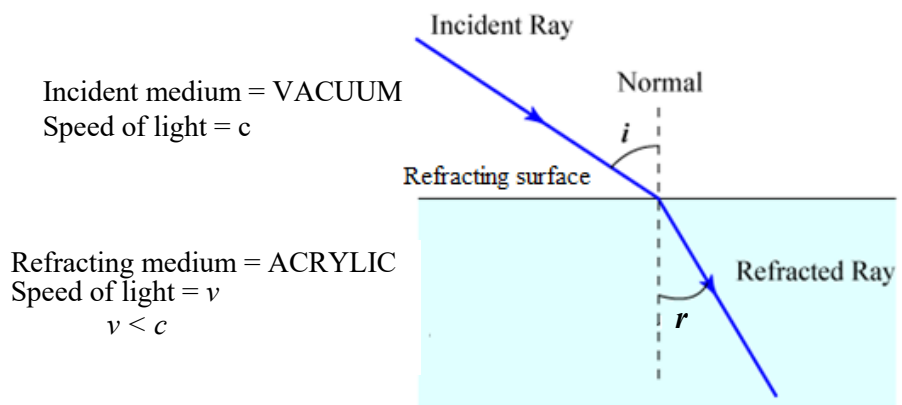 Incident Ray
Normal
Incident medium = VACUUM
Speed of light = c
i
Refracting surface
Refracting medium = ACRYLIC
Speed of light = v
v < c
Refracted Ray
r